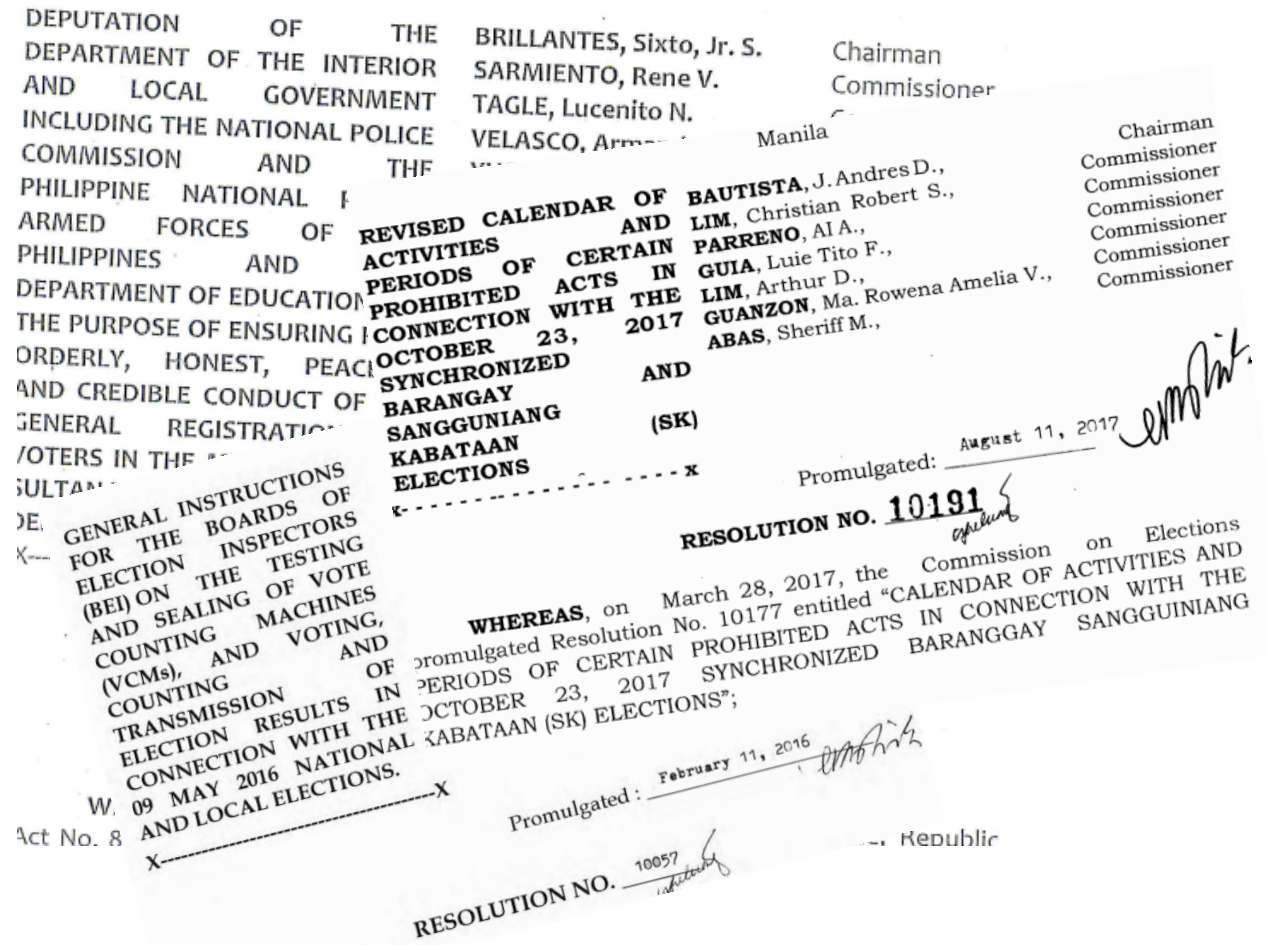 DEPUTATION OF THE
DEPARTMENT OF THE INTERIOR
AND LOCAL GOVERNMENT
INCLUDING THE NATIONAL POLICE
COMMISSION AND THE
PHILIPPINE NATIONAL
ARMED FORCES OF
PHILIPPINES AND
DEPARTMENT OF EDUCATION
THE PURPOSE OF ENSURING
ORDERLY, HONEST,
AND CREDIBLE CONDUCT OF
GENERAL
VOTERS IN THE
BRILLANTES, Sixto, Jr. S. Chairman
SARMIENTO, Rene V. Commissioner
TAGLE, Lucenito N.
VELASCO,
Act No. 8
Republic
Manila
REVISED CALENDAR OF
ACTIVITIES AND
PERIODS OF CERTAIN
PROHIBITED ACTS IN
CONNECTION WITH THE
OCTOBER 23, 2017
SYNCHRONIZED
BARANGAY AND
SANGGUNIANG
KABATAAN (SK)
ELECTIONS
x- - - - - - - - - - - - - - - - - - x
BAUTISTA, J. Andres D., Chairman
LIM, Christian Robert S., Commissioner
PARRENO, Al A., Commissioner
GUIA, Luie Tito F., Commissioner
LIM, Arthur D., Commissioner
GUANZON, Ma. Rowena Amelia V., Commissioner
ABAS, Sheriff M., Commissioner
Promulgated: August 11, 2017
RESOLUTION NO. 10191
WHEREAS, on March 28, 2017, the Commission on Elections
promulgated Resolution No. 10177 entitled “CALENDAR OF ACTIVITIES AND
PERIODS OF CERTAIN PROHIBITED ACTS IN CONNECTION WITH THE
OCTOBER 23, 2017 SYNCHRONIZED BARANGGAY SANGGUINIANG
KABATAAN (SK) ELECTIONS”;
GENERAL INSTRUCTIONS
FOR THE BOARDS OF
ELECTION INSPECTORS
(BEI) ON THE TESTING
AND SEALING OF VOTE
COUNTING MACHINES
(VCMs), AND VOTING,
COUNTING AND
TRANSMISSION OF
ELECTION RESULTS IN
CONNECTION WITH THE
09 MAY 2016 NATIONAL
AND LOCAL ELECTIONS.
X------------------------------X
Promulgated : February 11, 2016
RESOLUTION NO. 10057